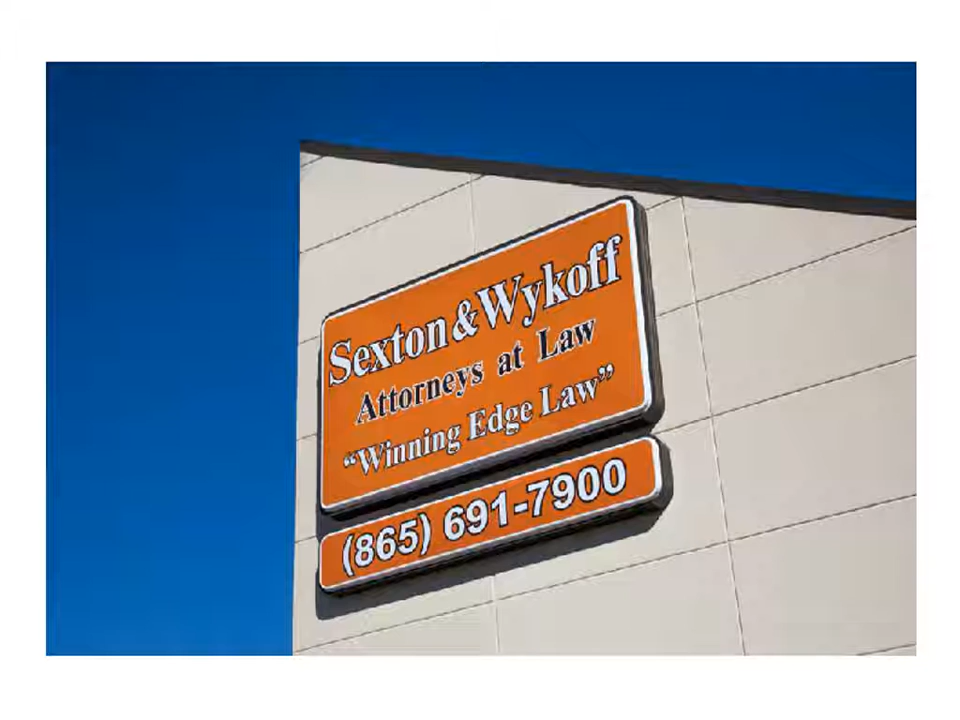 Sexton & Wykoff
Attorneys at Law
“Winning Edge Law”
(865) 691-7900